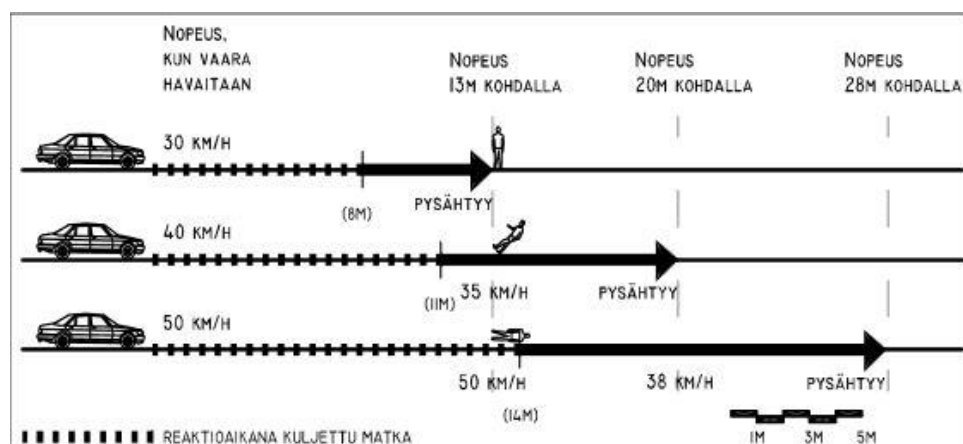 NOPEUS,
KUN VAARA
HAVAITAAN
NOPEUS
13M KOHDALLA
NOPEUS
20M KOHDALLA
NOPEUS
28M KOHDALLA
30 KM/H
(8M)
PYSÄHTYY
40 KM/H
(11M)
35 KM/H
PYSÄHTYY
50 KM/H
50 KM/H
(14M)
38 KM/H
PYSÄHTYY
REAKTIOAIKANA KULJETTU MATKA
1M 3M 5M